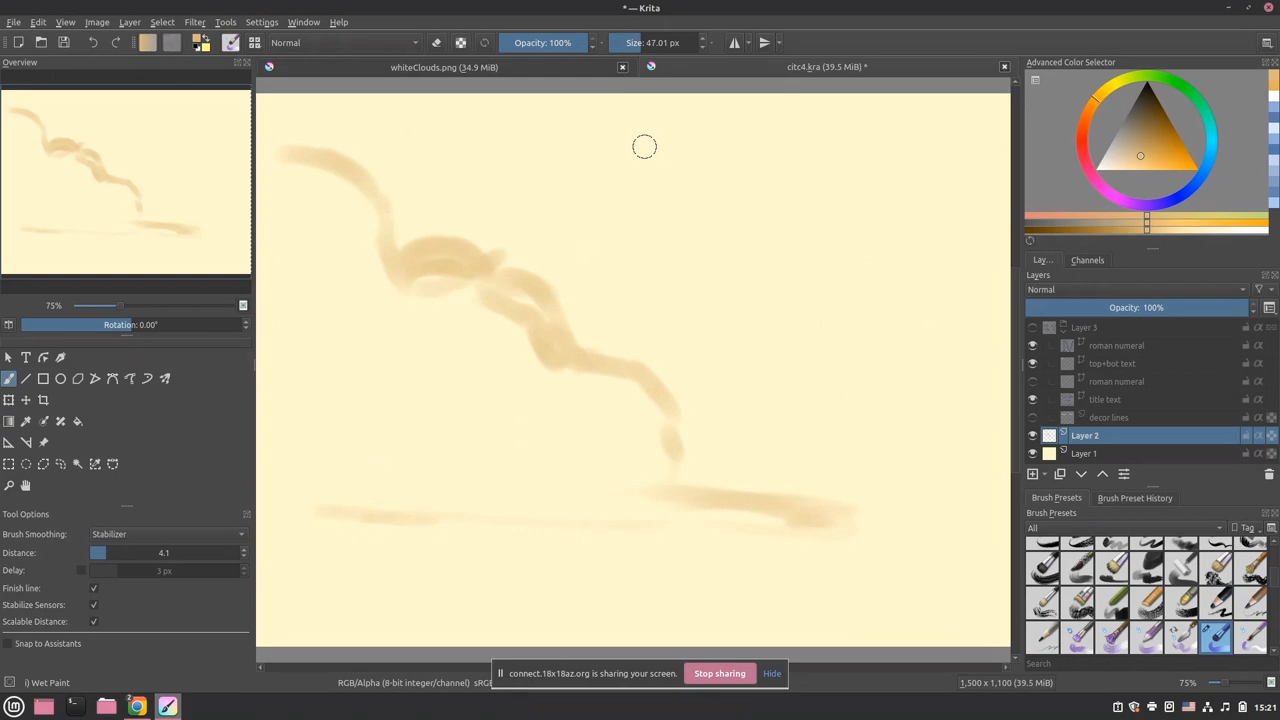 * — Krita
File Edit View Image Layer Select Filter Tools Settings Window Help
Normal Opacity: 100% Size: 47.01 px
Overview
whiteClouds.png (34.9 MiB)
citc4.kra (39.5 MiB) *
Advanced Color Selector
75%
Rotation: 0.00°
Lay... Channels
Layers
Normal
Opacity: 100%
Layer 3
roman numeral
top+bot text
roman numeral
title text
decor lines
Layer 2
Layer 1
Tool Options
Brush Smoothing: Stabilizer
Distance: 4.1
Delay: 3 px
Finish line:
Stabilize Sensors:
Scalable Distance:
Snap to Assistants
Brush Presets Brush Preset History
Brush Presets
All Tag
Search
connect.18x18az.org is sharing your screen. Stop sharing Hide
i) Wet Paint
RGB/Alpha (8-bit integer/channel) sRG
1,500 x 1,100 (39.5 MiB)
75%
2
15:21